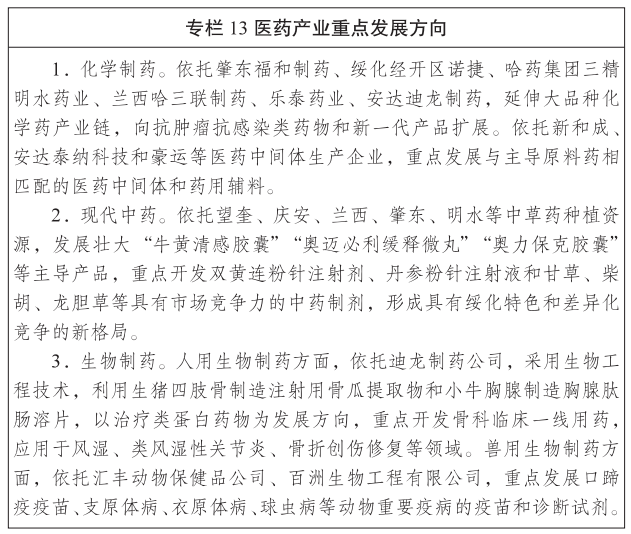 专栏 13 医药产业重点发展方向
1. 化学制药。依托肇东福和制药、绥化经开区诺捷、哈药集团三精
明水药业、兰西哈三联制药、乐泰药业、安达迪龙制药，延伸大品种化
学药产业链，向抗肿瘤抗感染类药物和新一代产品扩展。依托新和成、
安达泰纳科技和豪运等医药中间体生产企业，重点发展与主导原料药相
匹配的医药中间体和药用辅料。
2. 现代中药。依托望奎、庆安、兰西、肇东、明水等中草药种植资
源，发展壮大“牛黄清感胶囊”“奥迈必利缓释微丸”“奥力保克胶囊”
等主导产品，重点开发双黄连粉针注射剂、丹参粉针注射液和甘草、柴
胡、龙胆草等具有市场竞争力的中药制剂，形成具有绥化特色和差异化
竞争的新格局。
3. 生物制药。人用生物制药方面，依托迪龙制药公司，采用生物工
程技术，利用生猪四肢骨制造注射用骨瓜提取物和小牛胸腺制造胸腺肽
肠溶片，以治疗类蛋白药物为发展方向，重点开发骨科临床一线用药，
应用于风湿、类风湿性关节炎、骨折创伤修复等领域。兽用生物制药方
面，依托汇丰动物保健品公司、百洲生物工程有限公司，重点发展口蹄
疫疫苗、支原体病、衣原体病、球虫病等动物重要疫病的疫苗和诊断试剂。